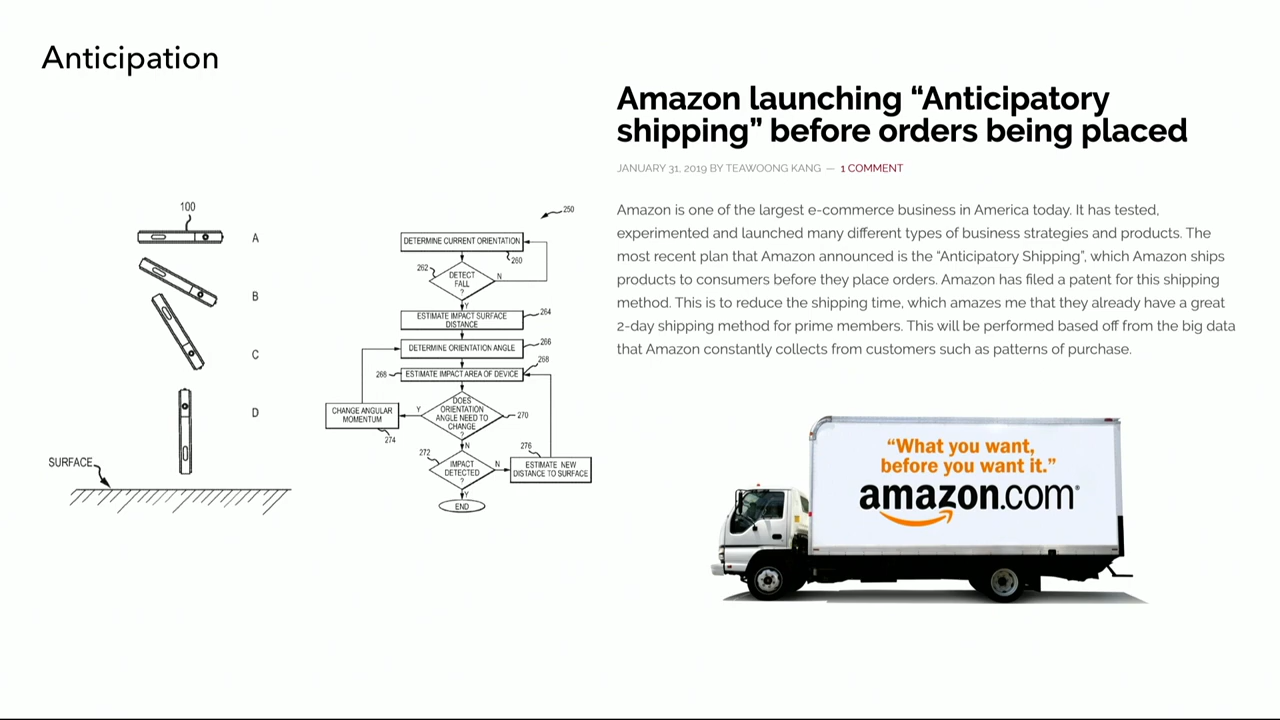 Anticipation
Amazon launching “Anticipatory
shipping” before orders being placed
JANUARY 31, 2019 BY TEAWOONG KANG — 1 COMMENT
Amazon is one of the largest e-commerce business in America today. It has tested,
experimented and launched many different types of business strategies and products. The
most recent plan that Amazon announced is the “Anticipatory Shipping”, which Amazon ships
products to consumers before they place orders. Amazon has filed a patent for this shipping
method. This is to reduce the shipping time, which amazes me that they already have a great
2-day shipping method for prime members. This will be performed based off from the big data
that Amazon constantly collects from customers such as patterns of purchase.
100
A
B
C
D
SURFACE
250
DETERMINE CURRENT ORIENTATION
260
262
DETECT
FALL
?
N
Y
ESTIMATE IMPACT SURFACE
DISTANCE
264
DETERMINE ORIENTATION ANGLE
266
268
268
ESTIMATE IMPACT AREA OF DEVICE
DOES
ORIENTATION
ANGLE NEED TO
CHANGE
?
270
Y
CHANGE ANGULAR
MOMENTUM
274
N
272
IMPACT
DETECTED
?
N
276
ESTIMATE NEW
DISTANCE TO SURFACE
Y
END
“What you want,
before you want it.”
amazon.com